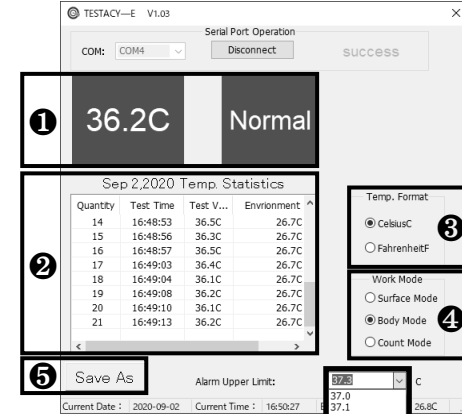 TESTACY—E V1.03
Serial Port Operation
COM: COM4 Disconnect success
❶ 36.2C Normal
Sep 2,2020 Temp. Statistics
Quantity Test Time Test V... Envrionment
14 16:48:53 36.5C 26.7C
15 16:48:56 36.3C 26.7C
16 16:48:57 36.5C 26.7C
17 16:49:03 36.4C 26.7C
18 16:49:04 36.1C 26.7C
19 16:49:08 36.2C 26.7C
20 16:49:10 36.1C 26.7C
21 16:49:13 36.2C 26.7C
❷
Temp. Format
CelsiusC
FahrenheitF
❸
Work Mode
Surface Mode
Body Mode
Count Mode
❹
❺ Save As Alarm Upper Limit: 37.3 C
37.0
37.1
Current Date : 2020-09-02 Current Time : 16:50:27 26.8C